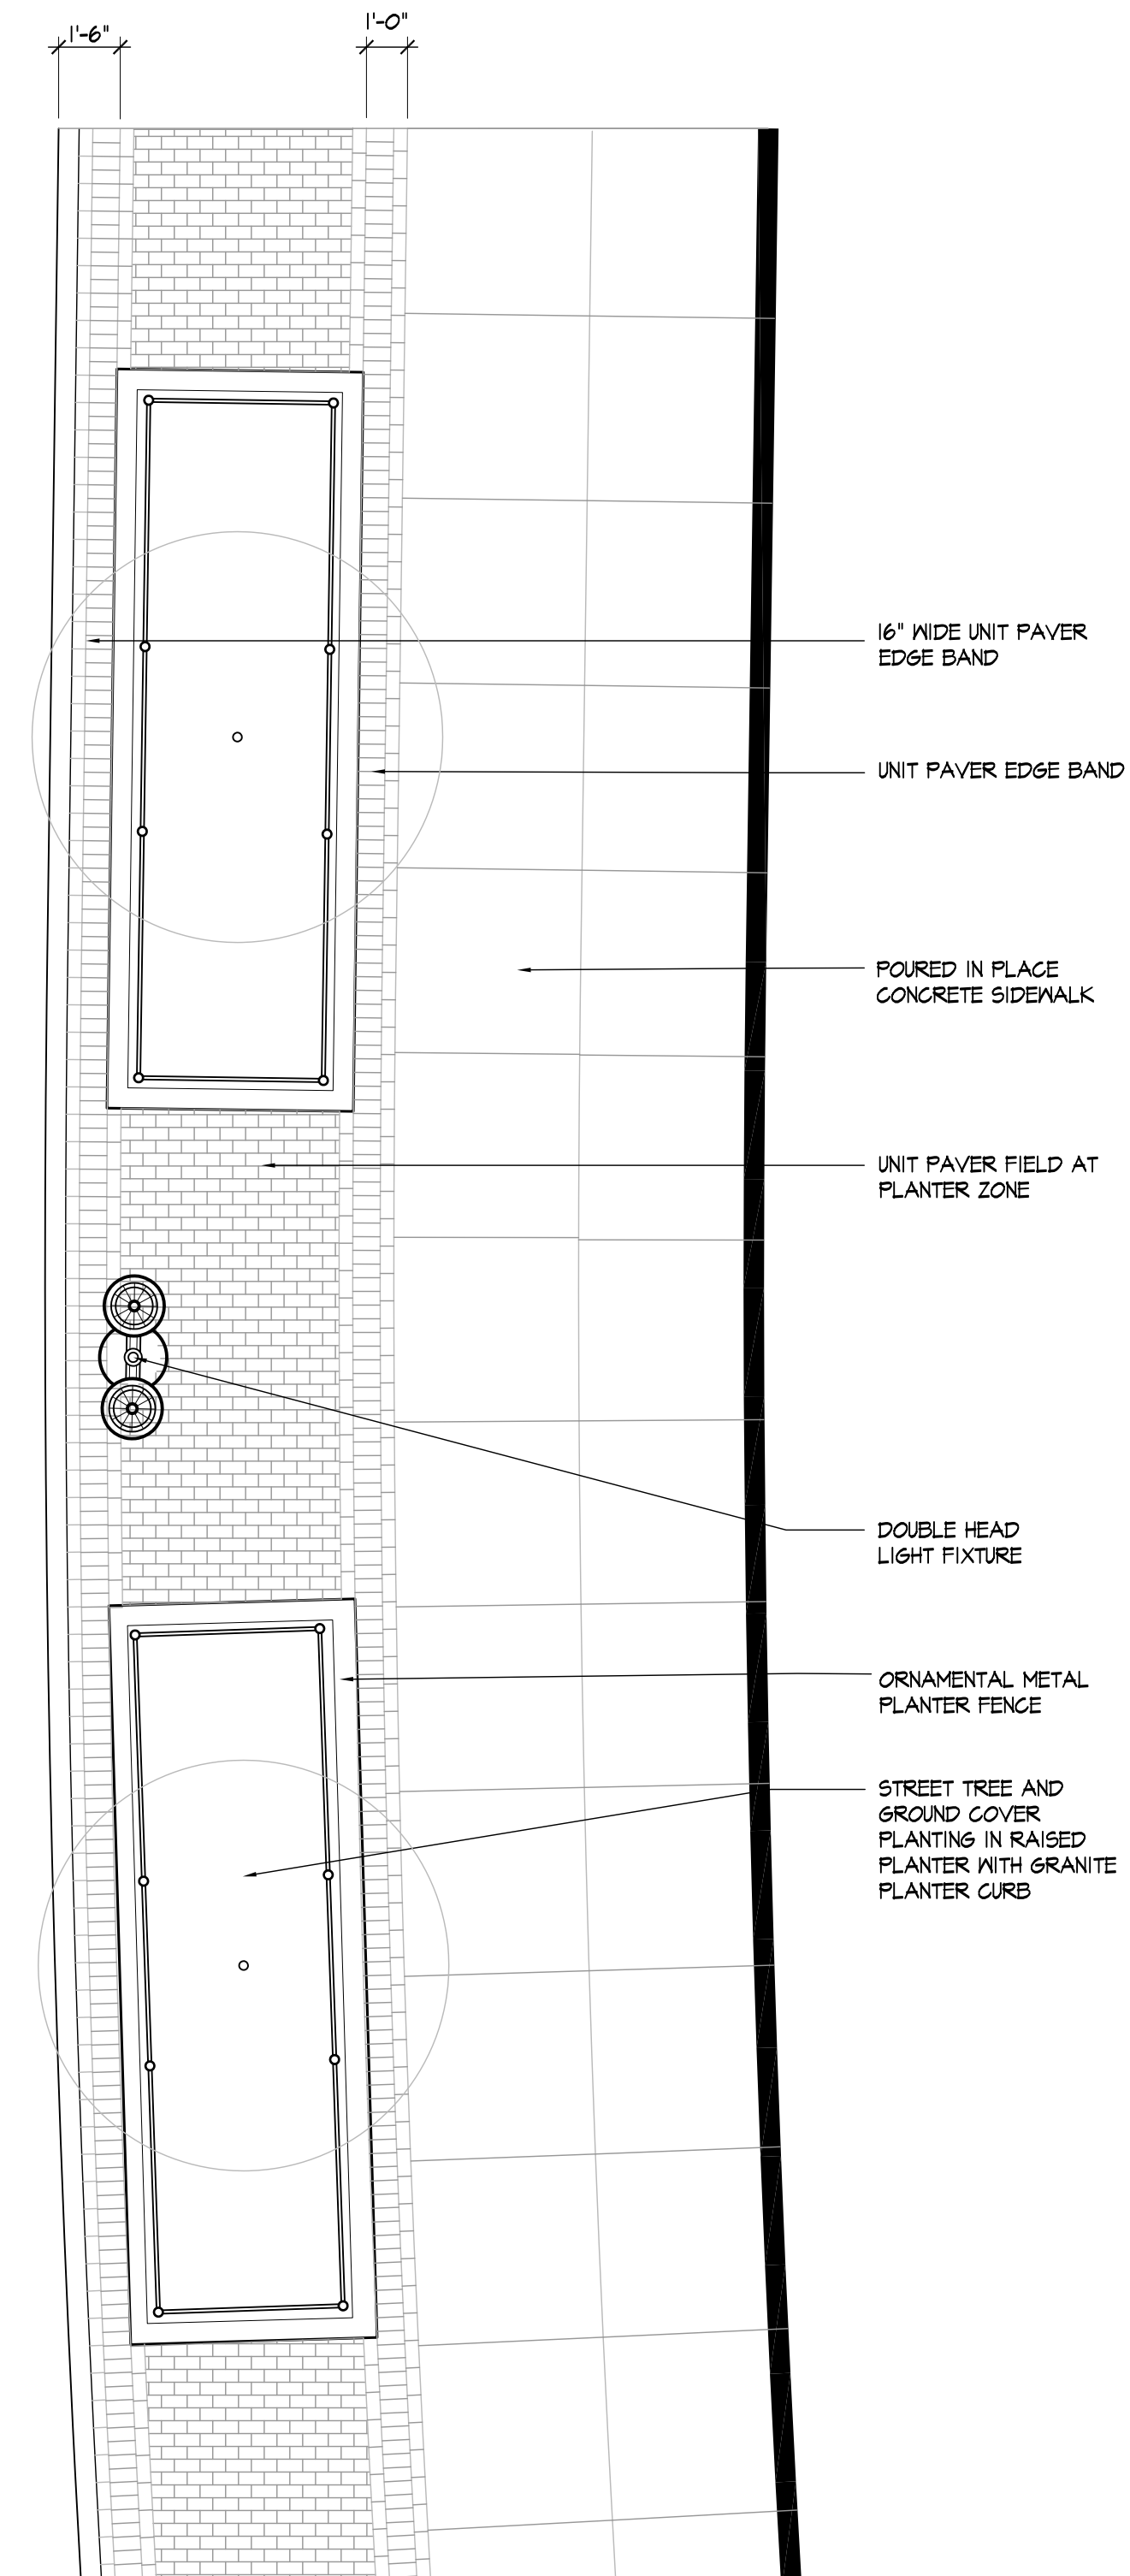 1'-6"
1'-0"
16" WIDE UNIT PAVER
EDGE BAND
UNIT PAVER EDGE BAND
POURED IN PLACE
CONCRETE SIDEWALK
UNIT PAVER FIELD AT
PLANTER ZONE
DOUBLE HEAD
LIGHT FIXTURE
ORNAMENTAL METAL
PLANTER FENCE
STREET TREE AND
GROUND COVER
PLANTING IN RAISED
PLANTER WITH GRANITE
PLANTER CURB